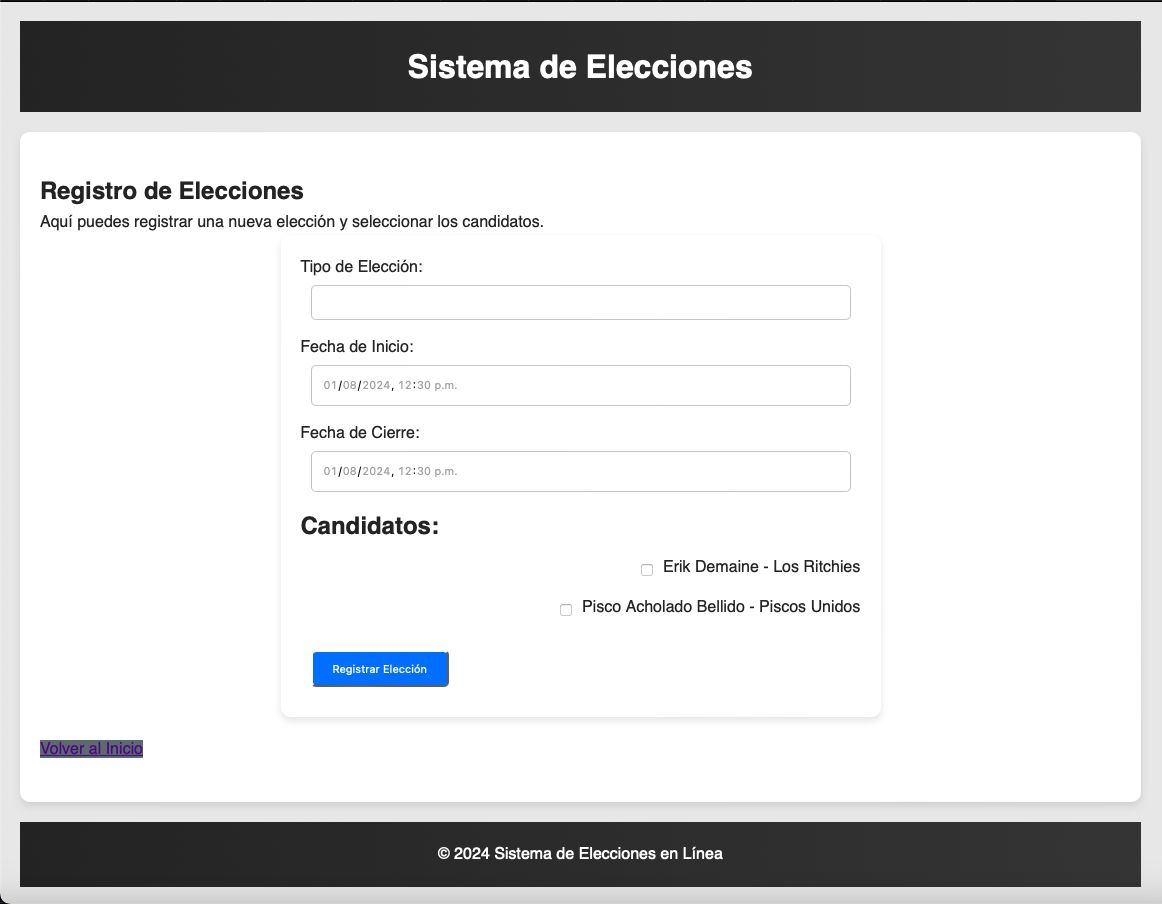 Sistema de Elecciones
Registro de Elecciones
Aquí puedes registrar una nueva elección y seleccionar los candidatos.
Tipo de Elección:
Fecha de Inicio:
01/08/2024, 12:30 p.m.
Fecha de Cierre:
01/08/2024, 12:30 p.m.
Candidatos:
Erik Demaine - Los Ritchies
Pisco Acholado Bellido - Piscos Unidos
Registrar Elección
Volver al Inicio
© 2024 Sistema de Elecciones en Línea